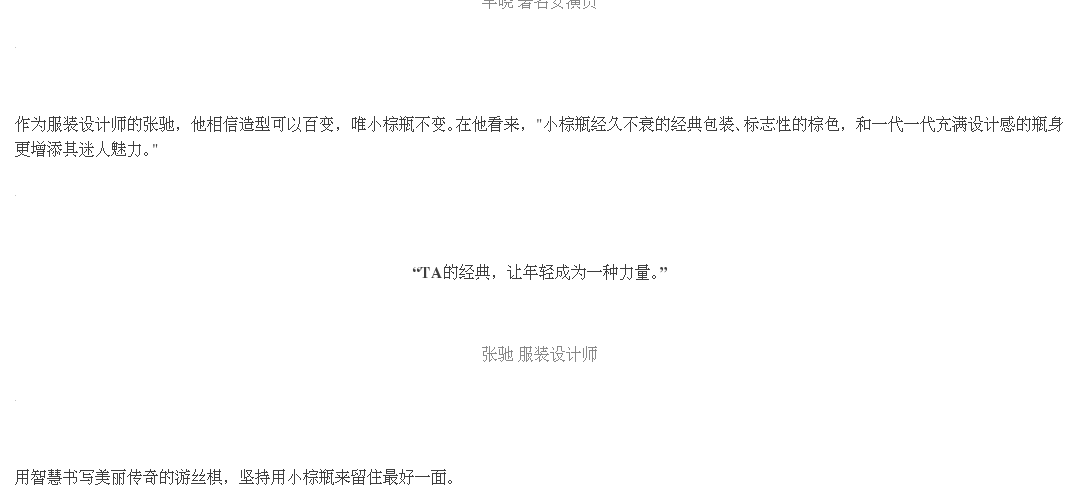 作为服装设计师的张驰，他相信造型可以百变，唯小棕瓶不变。在他看来，"小棕瓶经久不衰的经典包装、标志性的棕色，和一代一代充满设计感的瓶身
更增添其迷人魅力。"
“TA的经典，让年轻成为一种力量。”
张驰 服装设计师
用智慧书写美丽传奇的游丝棋，坚持用小棕瓶来留住最好一面。